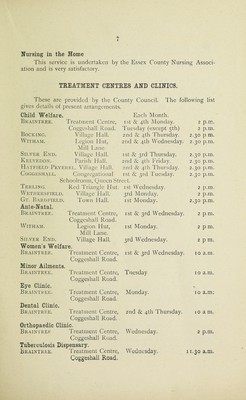 7
Nursing in the Home
This service is undertaken by the Essex County Nursing Associ-
ation and is very satisfactory.
TREATMENT CENTRES AND CLINICS.
These are provided by the County Council. The following list
gives details of present arrangements.
Child Welfare. Each Month.
BRAINTREE. Treatment Centre, 1st & 4th Monday. 2 p.m.
Coggeshall Road. Tuesday (except 5th) 2 p.m.
BOCKING. Village Hall. 2nd & 4th Thursday. 2.30 p.m.
WITHAM. Legion Hut, 2nd & 4th Wednesday. 2.30 p.m.
Mill Lane.
SILVER END. Village Hall. 1st & 3rd Thursday. 2.30 p.m.
KELVEDON. Parish Hall. 2nd & 4th Friday. 2.30 p.m.
HATFIELD PEVEREL. Village Hall. 2nd & 4th Thursday. 2.30 p.m.
COGGESHALL. Congregational 1st & 3rd Tuesday. 2.30 p.m.
Schoolroom, Queen Street.
TERLING. Red Triangle Hut. 1st Wednesday. 2 p.m.
WETHERSFIELD. Village Hall. 3rd Monday. 2 p.m.
GT. BARDFIELD. Town Hall. 1st Monday. 2.30 p.m.
Ante-Natal.
BRAINTREE. Treatment Centre, 1st & 3rd Wednesday. 2 p.m.
Coggeshall Road.
WITHAM. Legion Hut, 1st Monday. 2 p.m.
Mill Lane.
SILVER END. Village Hall. 3rd Wednesday. 2 p.m.
Women's Welfare.
BRAINTREE. Treatment Centre, 1st & 3rd Wednesday. 10 a.m.
Coggeshall Road.
Minor Ailments.
BRAINTREE. Treatment Centre, Tuesday 10 a.m.
Coggeshall Road.
Eye Clinic.
BRAINTREE. Treatment Centre, Monday. 10 a.m.
Coggeshall Road.
Dental Clinic.
BRAINTREE. Treatment Centre, 2nd & 4th Thursday. 10 a.m.
Coggeshall Road.
Orthopaedic Clinic.
BRAINTREE Treatment Centre, Wednesday. 2 p.m.
Coggeshall Road.
Tuberculosis Dispensary.
BRAINTREE. Treatment Centre, Wednesday. 11.30 a.m.
Coggeshall Road.